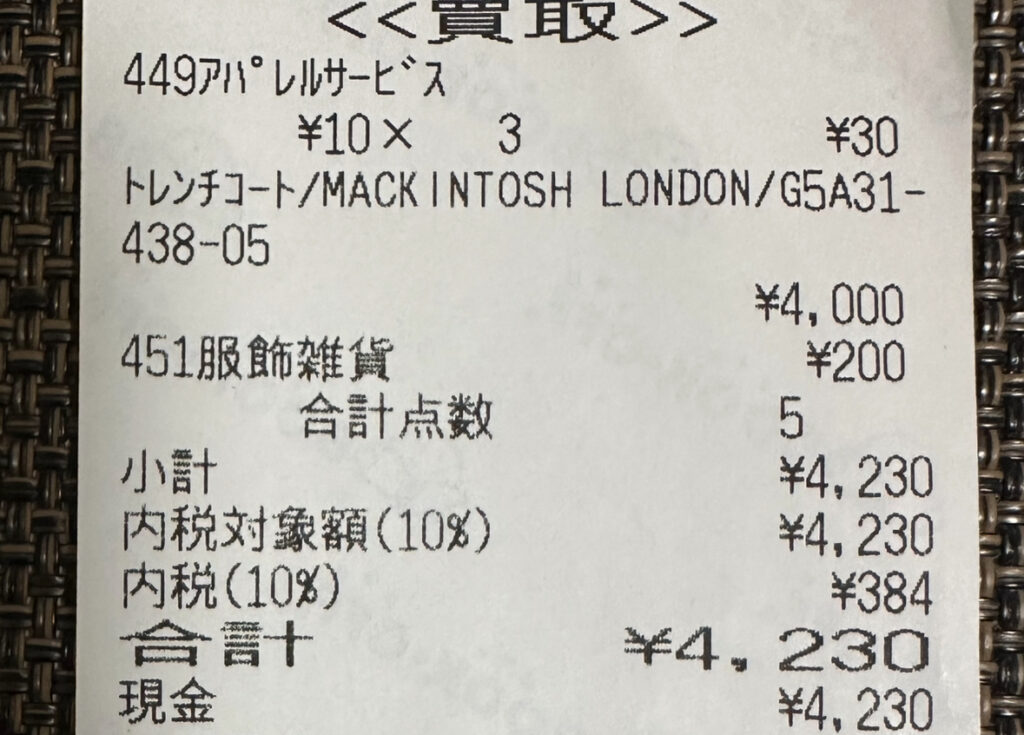 <<買取>>
449アパレルサービス
¥10× 3 ¥30
トレンチコート/MACKINTOSH LONDON/G5A31-
438-05
¥4,000
451服飾雑貨 ¥200
合計点数 5
小計 ¥4,230
内税対象額(10%) ¥4,230
内税(10%) ¥384
合計 ¥4,230
現金 ¥4,230